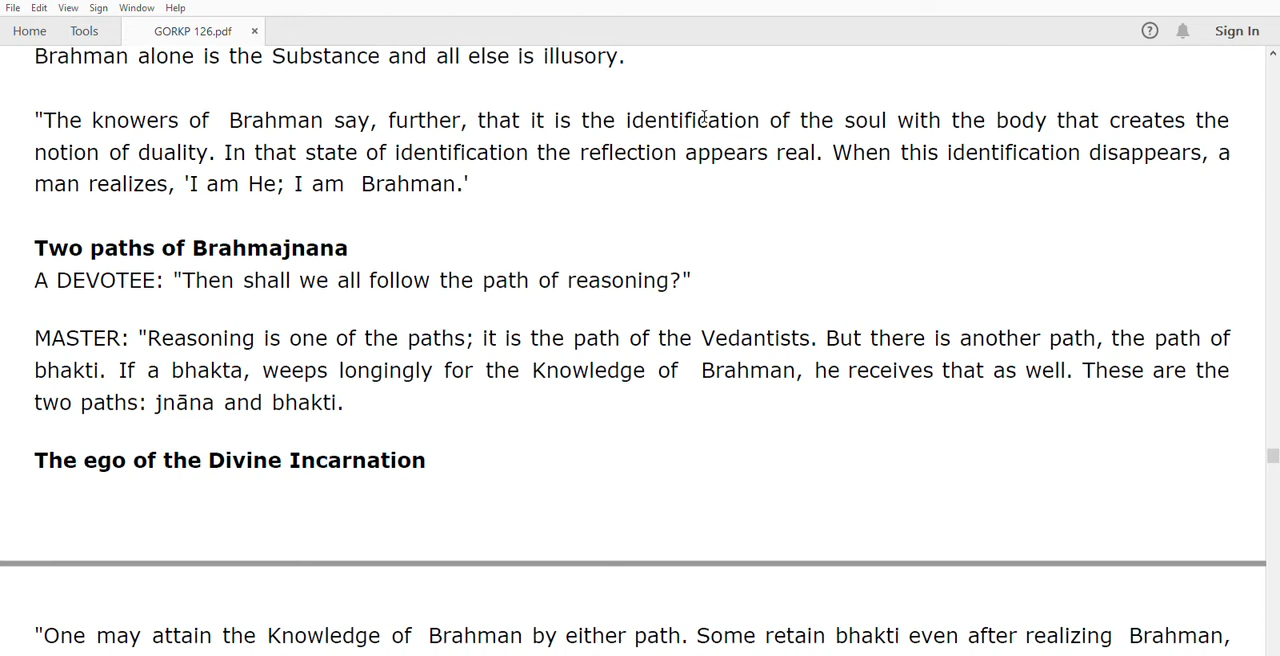 File Edit View Sign Window Help
Home Tools GORKP 126.pdf × ? Sign In
Brahman alone is the Substance and all else is illusory.
"The knowers of Brahman say, further, that it is the identification of the soul with the body that creates the
notion of duality. In that state of identification the reflection appears real. When this identification disappears, a
man realizes, 'I am He; I am Brahman.'
Two paths of Brahmajnana
A DEVOTEE: "Then shall we all follow the path of reasoning?"
MASTER: "Reasoning is one of the paths; it is the path of the Vedantists. But there is another path, the path of
bhakti. If a bhakta, weeps longingly for the Knowledge of Brahman, he receives that as well. These are the
two paths: jnāna and bhakti.
The ego of the Divine Incarnation
"One may attain the Knowledge of Brahman by either path. Some retain bhakti even after realizing Brahman,